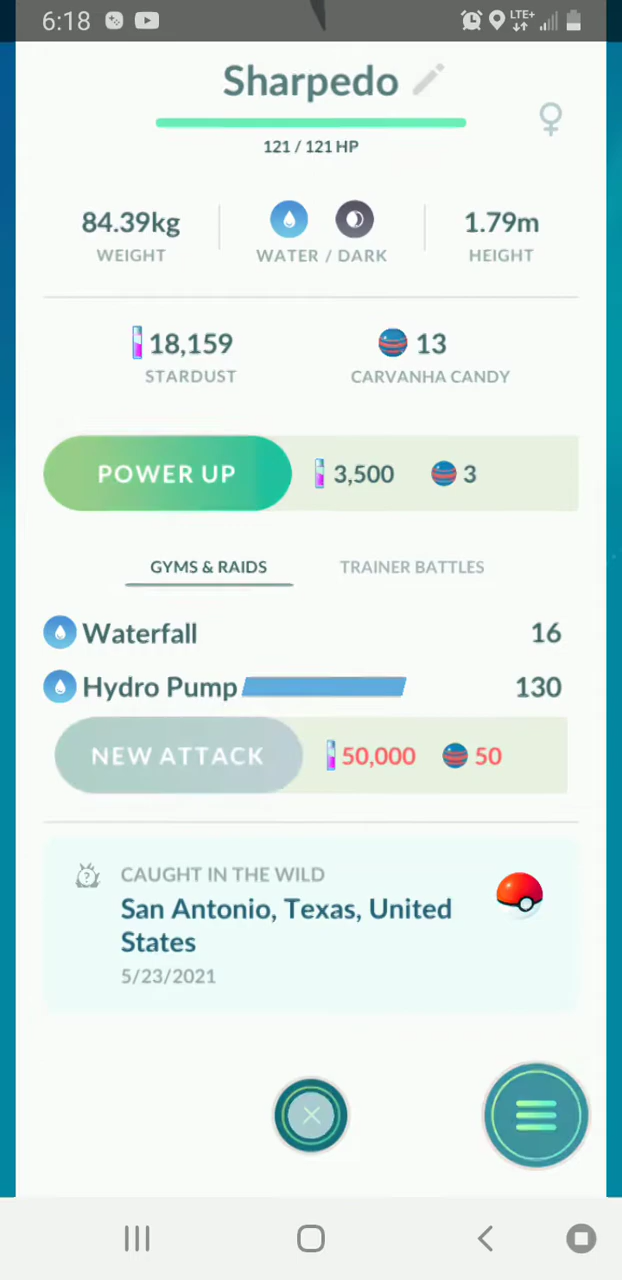 6:18 LTE+
Sharpedo
121 / 121 HP
84.39kg
WEIGHT
WATER / DARK
1.79m
HEIGHT
18,159
STARDUST
13
CARVANHA CANDY
POWER UP 3,500 3
GYMS & RAIDS TRAINER BATTLES
Waterfall 16
Hydro Pump 130
NEW ATTACK 50,000 50
CAUGHT IN THE WILD
San Antonio, Texas, United
States
5/23/2021